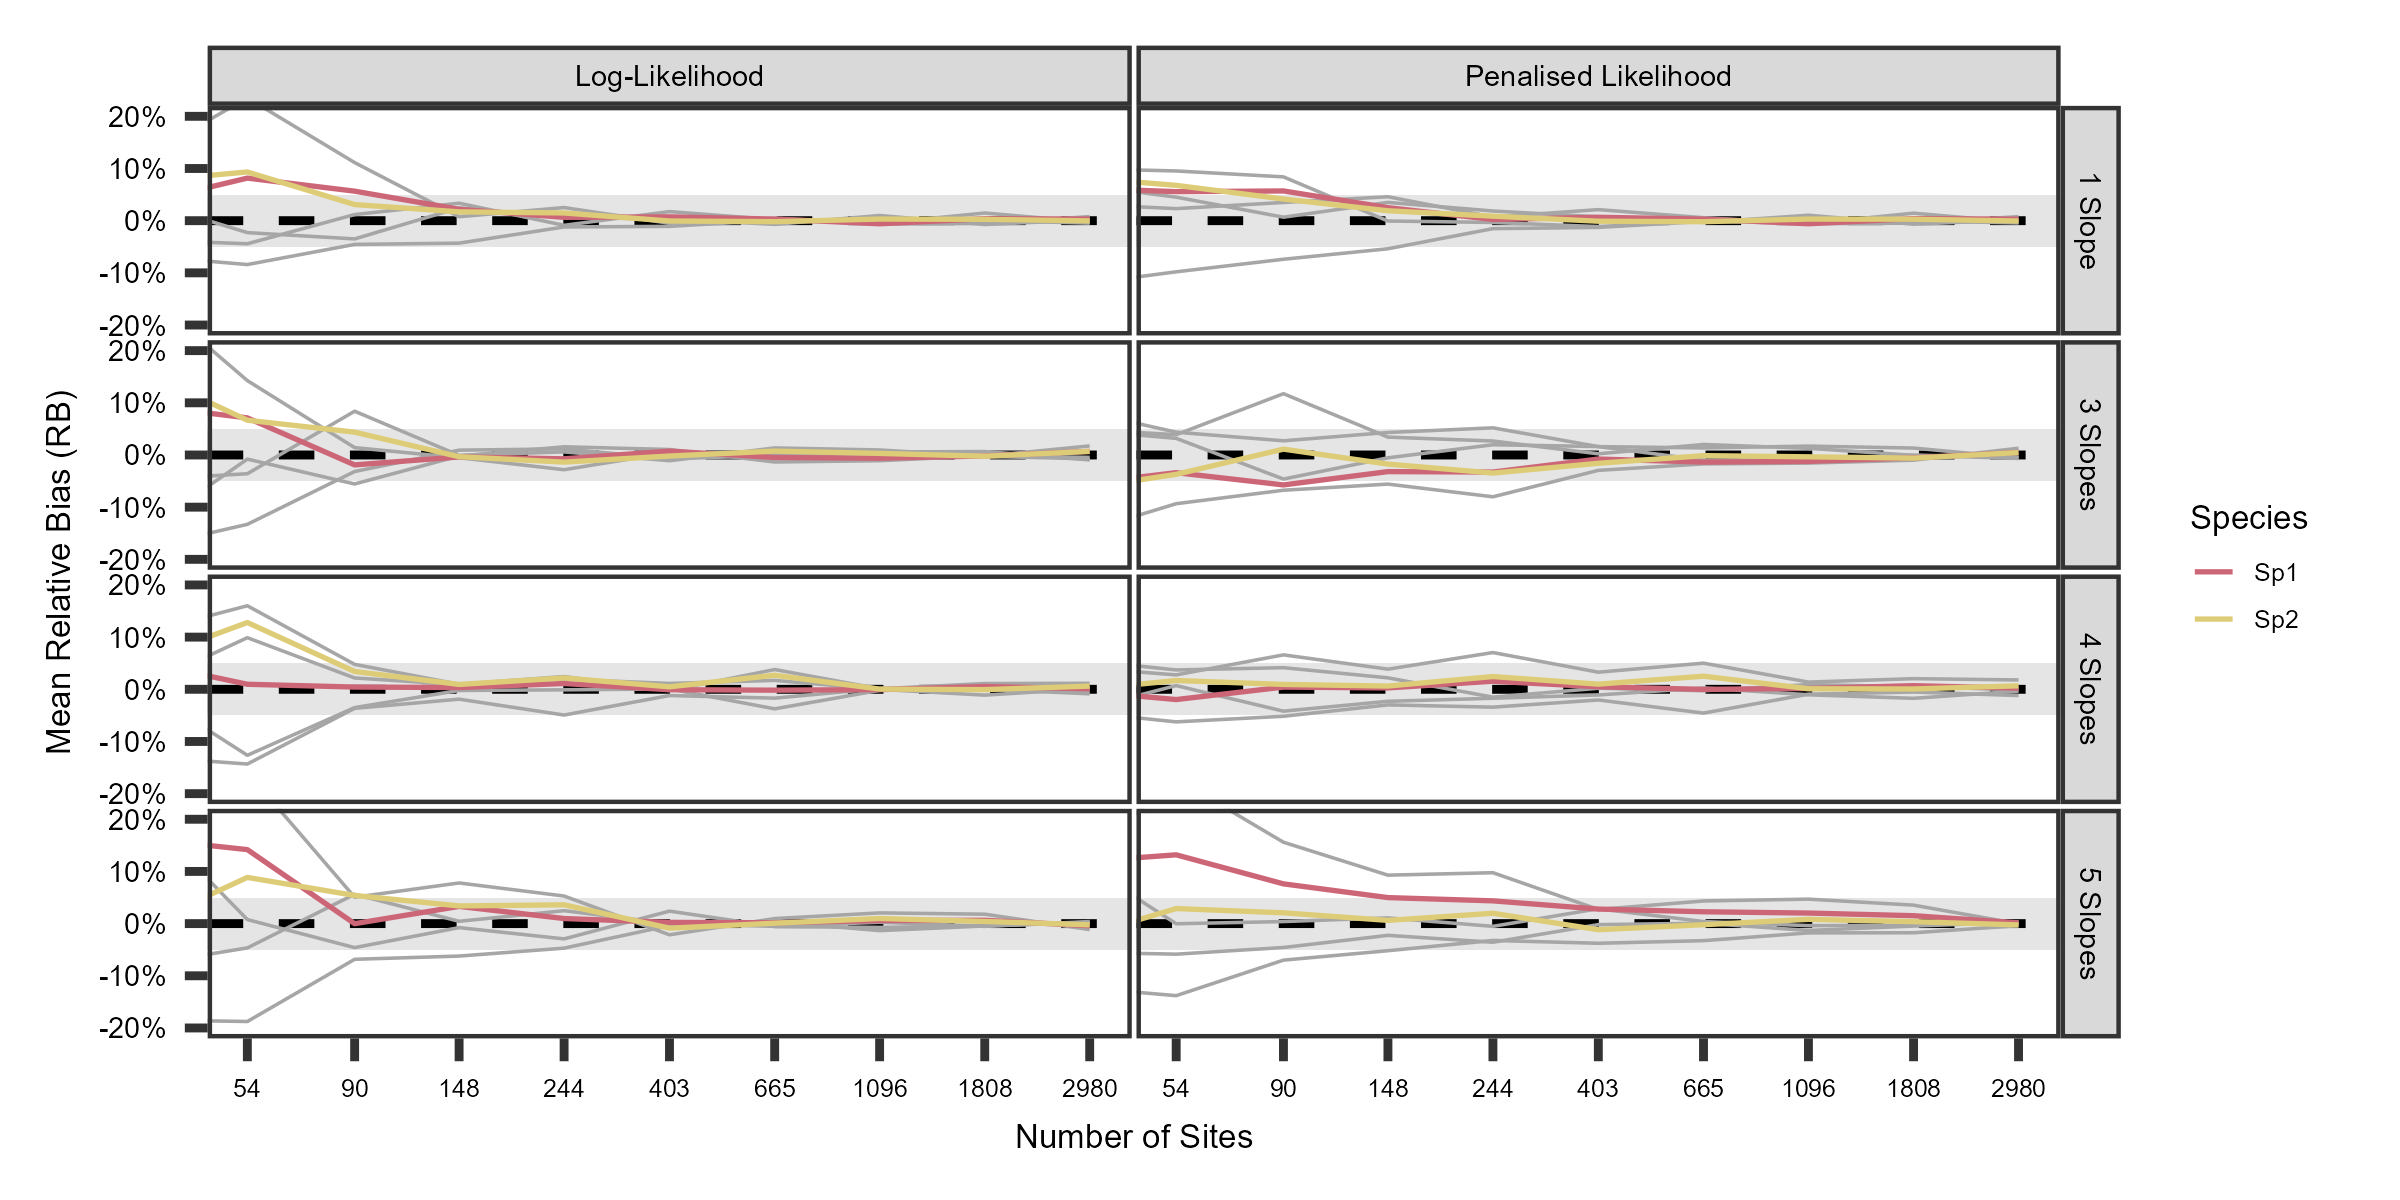 Log-Likelihood
Penalised Likelihood
20%
10%
0%
-10%
-20%
1 Slope
20%
10%
0%
-10%
-20%
3 Slopes
20%
10%
0%
-10%
-20%
4 Slopes
20%
10%
0%
-10%
-20%
5 Slopes
Mean Relative Bias (RB)
54 90 148 244 403 665 1096 1808 2980
54 90 148 244 403 665 1096 1808 2980
Number of Sites
Species
Sp1
Sp2